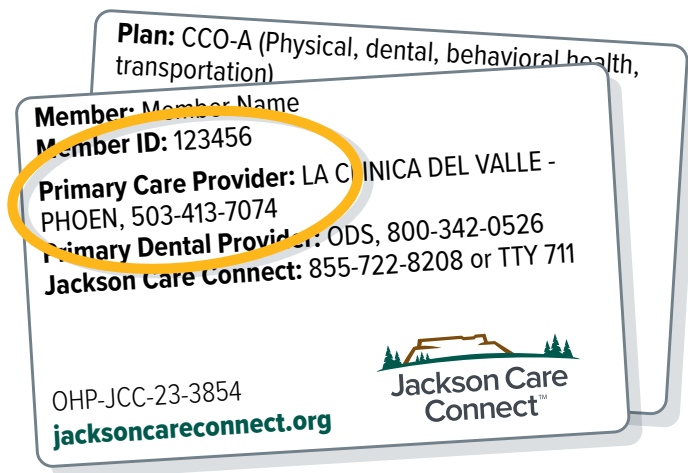 Plan: CCO-A (Physical, dental, behavioral health,
transportation)
Member: Member Name
Member ID: 123456
Primary Care Provider: LA CLINICA DEL VALLE -
PHOEN, 503-413-7074
Primary Dental Provider: ODS, 800-342-0526
Jackson Care Connect: 855-722-8208 or TTY 711
OHP-JCC-23-3854
jacksoncareconnect.org
Jackson Care
Connect™